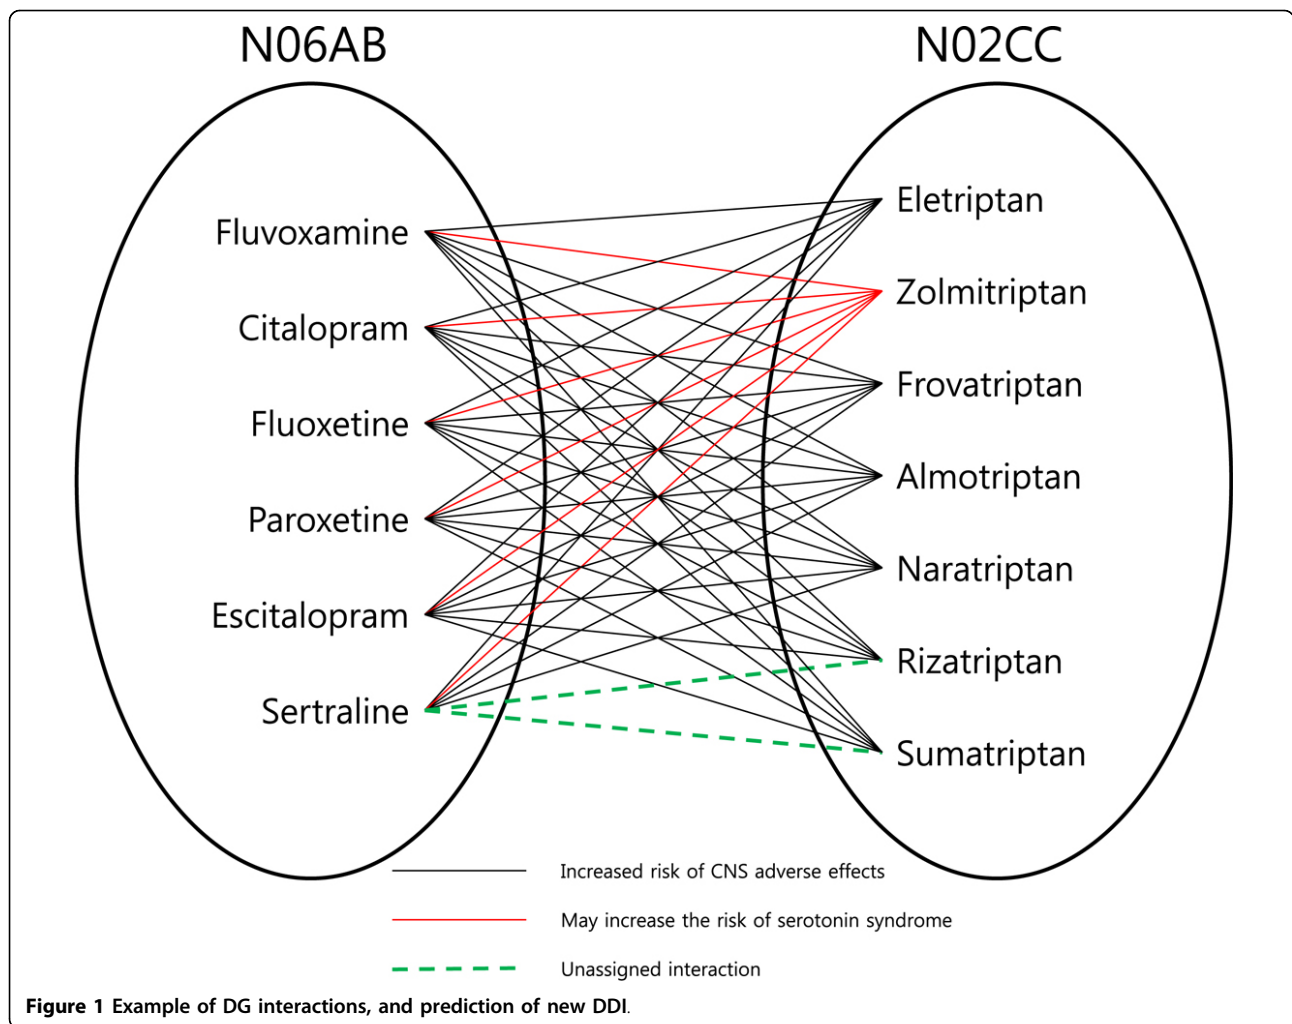 N06AB
N02CC
Fluvoxamine
Citalopram
Fluoxetine
Paroxetine
Escitalopram
Sertraline
Eletriptan
Zolmitriptan
Frovatriptan
Almotriptan
Naratriptan
Rizatriptan
Sumatriptan
Increased risk of CNS adverse effects
May increase the risk of serotonin syndrome
Unassigned interaction
Figure 1 Example of DG interactions, and prediction of new DDI.